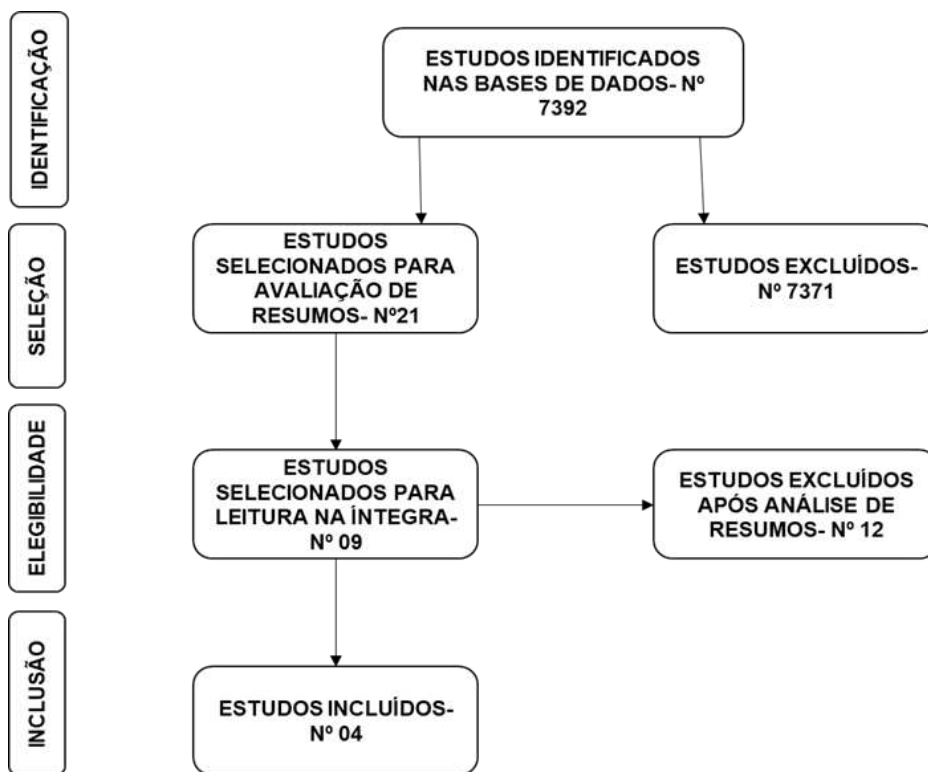 IDENTIFICAÇÃO
ESTUDOS IDENTIFICADOS
NAS BASES DE DADOS- Nº
7392
SELEÇÃO
ESTUDOS
SELECIONADOS PARA
AVALIAÇÃO DE
RESUMOS- Nº21
ESTUDOS EXCLUÍDOS-
Nº 7371
ELEGIBILIDADE
ESTUDOS
SELECIONADOS PARA
LEITURA NA ÍNTEGRA-
Nº 09
ESTUDOS EXCLUÍDOS
APÓS ANÁLISE DE
RESUMOS- Nº 12
INCLUSÃO
ESTUDOS INCLUÍDOS-
Nº 04